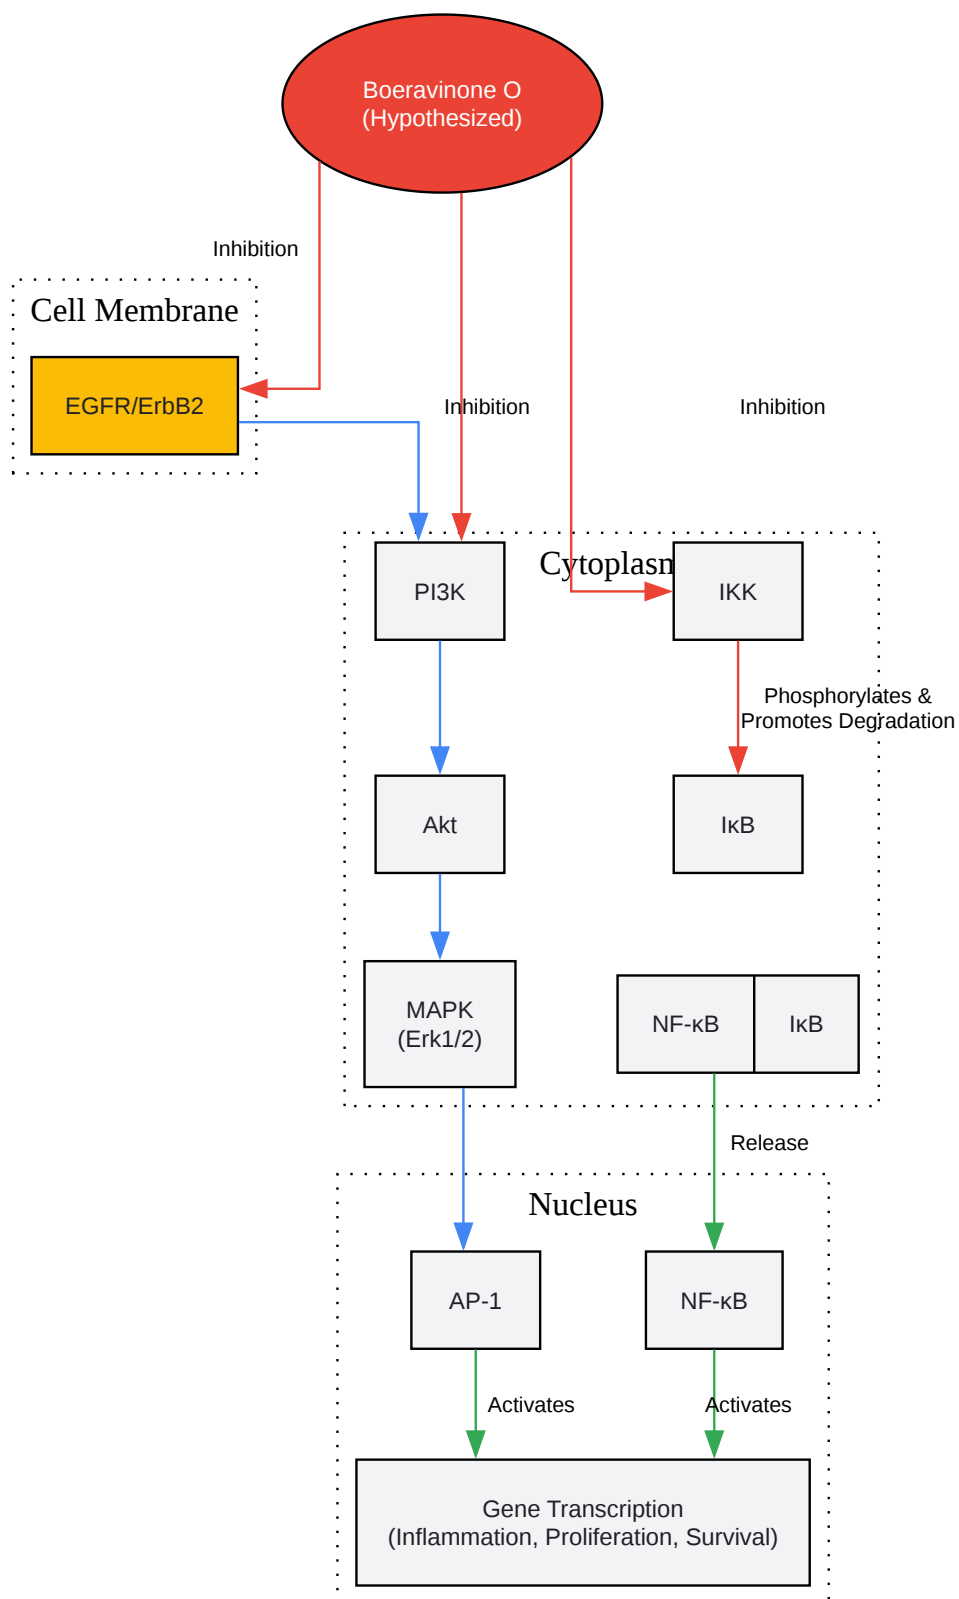 Boeravinone O
(Hypothesized)
Inhibition
Cell Membrane
EGFR/ErbB2
Inhibition
Inhibition
Cytoplasm
PI3K
IKK
Phosphorylates &
Promotes Degradation
Akt
IκB
MAPK
(Erk1/2)
NF-κB
IκB
Release
Nucleus
AP-1
NF-κB
Activates
Activates
Gene Transcription
(Inflammation, Proliferation, Survival)